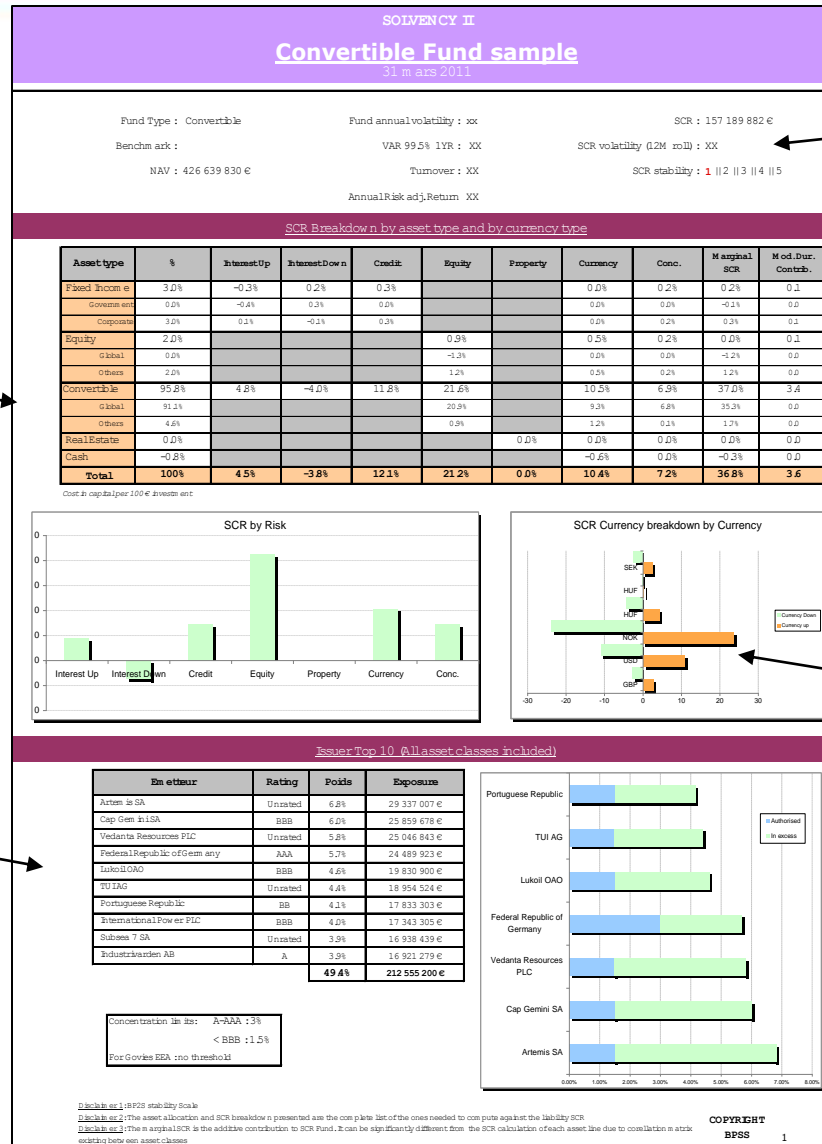 SOLVENCY II
Convertible Fund sample
31 mars 2011
Fund Type : Convertible Fund annual volatility : xx SCR : 157 189 882 €
Benchmark : VAR 99.5% 1YR : XX SCR volatility (12M roll) : XX
NAV : 426 639 830 € Turnover : XX SCR stability : 1 || 2 || 3 || 4 || 5
Annual Risk adj.Return XX
SCR Breakdown by asset type and by currency type
Asset type % Interest Up Interest Down Credit Equity Property Currency Conc. Marginal SCR Mod.Dur. Contrib.
Fixed Income 3.0% -0.3% 0.2% 0.3% 0.0% 0.2% 0.2% 0.1
Government 0.0% -0.4% 0.3% 0.0% 0.0% 0.0% -0.1% 0.0
Corporate 3.0% 0.1% -0.1% 0.3% 0.0% 0.2% 0.3% 0.1
Equity 2.0% 0.9% 0.5% 0.2% 0.0% 0.1
Global 0.0% -1.3% 0.0% 0.0% -1.2% 0.0
Others 2.0% 1.2% 0.5% 0.2% 1.2% 0.0
Convertible 95.8% 4.8% -4.0% 11.8% 21.6% 10.5% 6.9% 37.0% 3.4
Global 91.1% 20.9% 9.3% 6.8% 35.3% 0.0
Others 4.6% 0.9% 1.2% 0.1% 1.7% 0.0
Real Estate 0.0% 0.0% 0.0% 0.0% 0.0% 0.0
Cash -0.8% -0.6% 0.0% -0.3% 0.0
Total 100% 4.5% -3.8% 12.1% 21.2% 0.0% 10.4% 7.2% 36.8% 3.6
Cost in capital per 100 € investment
SCR by Risk
0
0
0
0
0
0
0
0
Interest Up Interest Down Credit Equity Property Currency Conc.
SCR Currency breakdown by Currency
SEK
HUF
HUF
NOK
USD
GBP
-30 -20 -10 0 10 20 30
Currency Down
Currency up
Issuer Top 10 (All asset classes included)
Emetteur Rating Poids Exposure
Artemis SA Unrated 6.8% 29 337 007 €
Cap Gemini SA BBB 6.0% 25 859 678 €
Vedanta Resources PLC Unrated 5.8% 25 046 843 €
Federal Republic of Germany AAA 5.7% 24 489 923 €
Lukoil OAO BBB 4.6% 19 830 900 €
TUI AG Unrated 4.4% 18 954 524 €
Portuguese Republic BB 4.1% 17 833 303 €
International Power PLC BBB 4.0% 17 343 305 €
Subsea 7 SA Unrated 3.9% 16 938 439 €
Industrivarden AB A 3.9% 16 921 279 €
49.4% 212 555 200 €
Concentration limits: A-AAA : 3%
< BBB : 1.5%
For Govies EEA : no threshold
Portuguese Republic
TUI AG
Lukoil OAO
Federal Republic of
Germany
Vedanta Resources
PLC
Cap Gemini SA
Artemis SA
Authorised
In excess
0.00% 1.00% 2.00% 3.00% 4.00% 5.00% 6.00% 7.00% 8.00%
Disclaimer 1 : BP2S stability Scale
Disclaimer 2 : The asset allocation and SCR breakdown presented are the complete list of the ones needed to compute against the liability SCR
Disclaimer 3 : The marginal SCR is the additive contribution to SCR Fund. It can be significantly different from the SCR calculation of each asset line due to corellation matrix
existing between asset classes
COPYRIGHT
BPSS 1